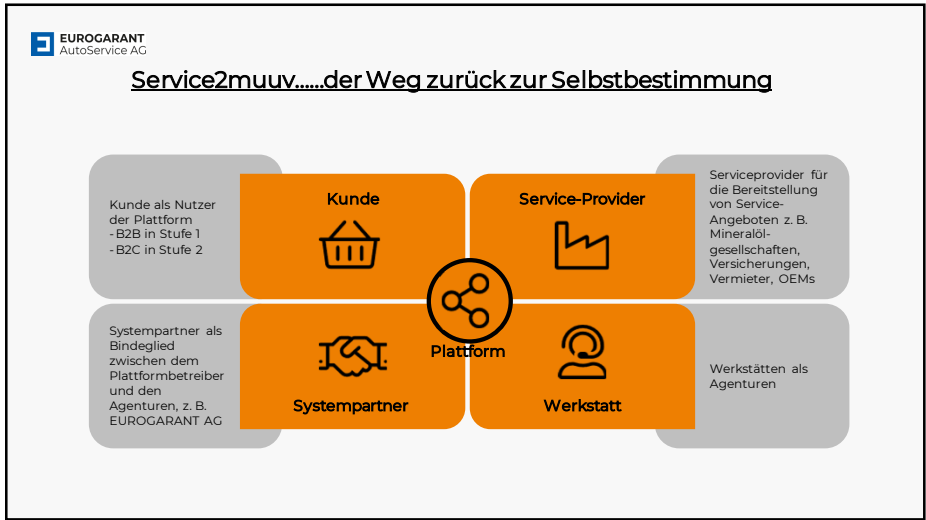 EUROGARANT
AutoService AG
Service2muuv......der Weg zurück zur Selbstbestimmung
Kunde als Nutzer
der Plattform
- B2B in Stufe 1
- B2C in Stufe 2
Kunde
Service-Provider
Serviceprovider für
die Bereitstellung
von Service-
Angeboten z. B.
Mineralöl-
gesellschaften,
Versicherungen,
Vermieter, OEMs
Plattform
Systempartner als
Bindeglied
zwischen dem
Plattformbetreiber
und den
Agenturen, z. B.
EUROGARANT AG
Systempartner
Werkstatt
Werkstätten als
Agenturen